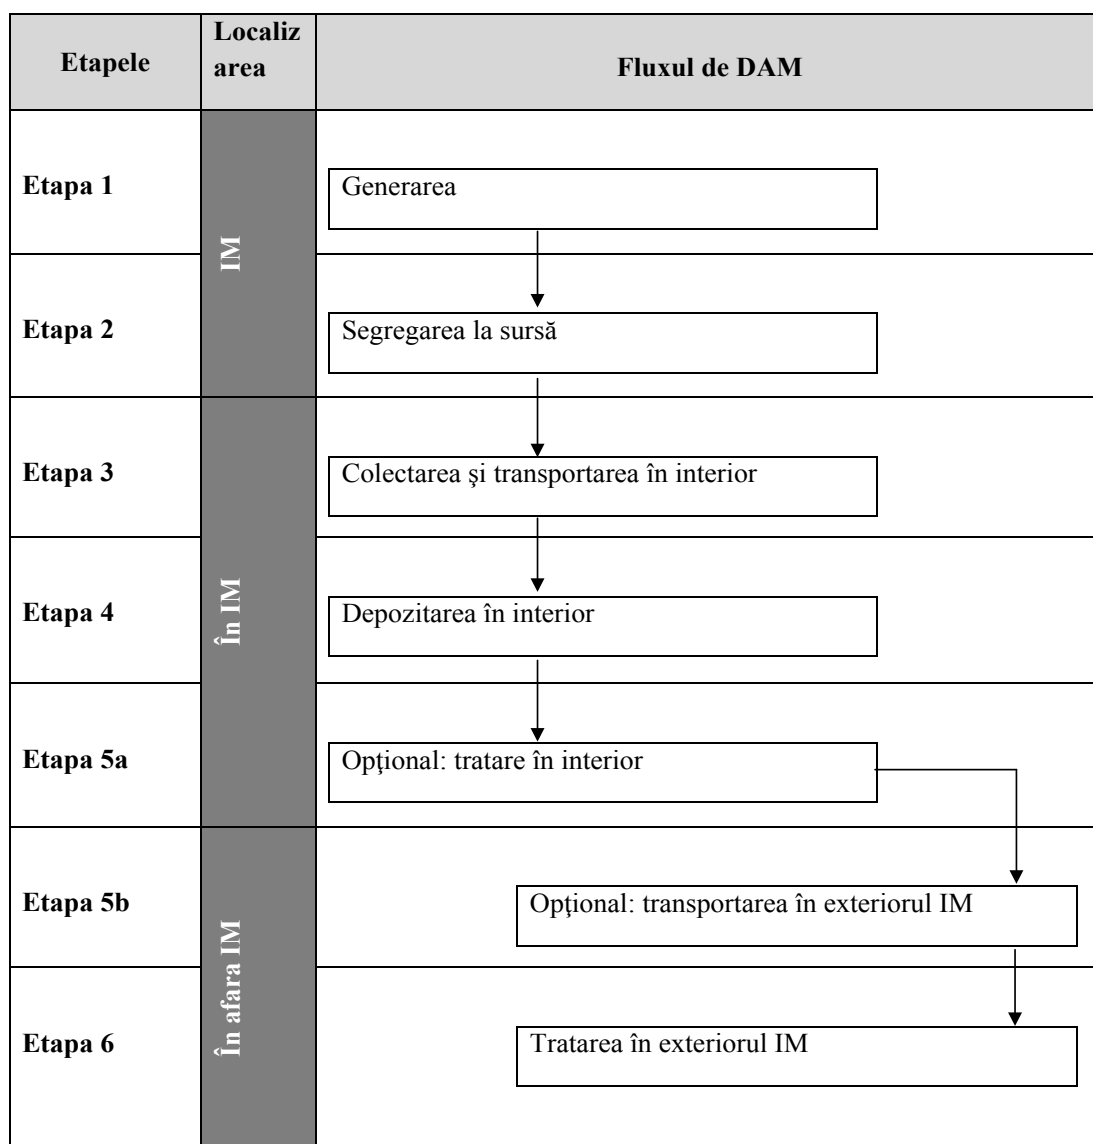 Etapele
Localiz
area
Fluxul de DAM
Etapa 1
IM
Generarea
Etapa 2
Segregarea la sursă
Etapa 3
În IM
Colectarea şi transportarea în interior
Etapa 4
Depozitarea în interior
Etapa 5a
Opţional: tratare în interior
Etapa 5b
În afara IM
Opţional: transportarea în exteriorul IM
Etapa 6
Tratarea în exteriorul IM